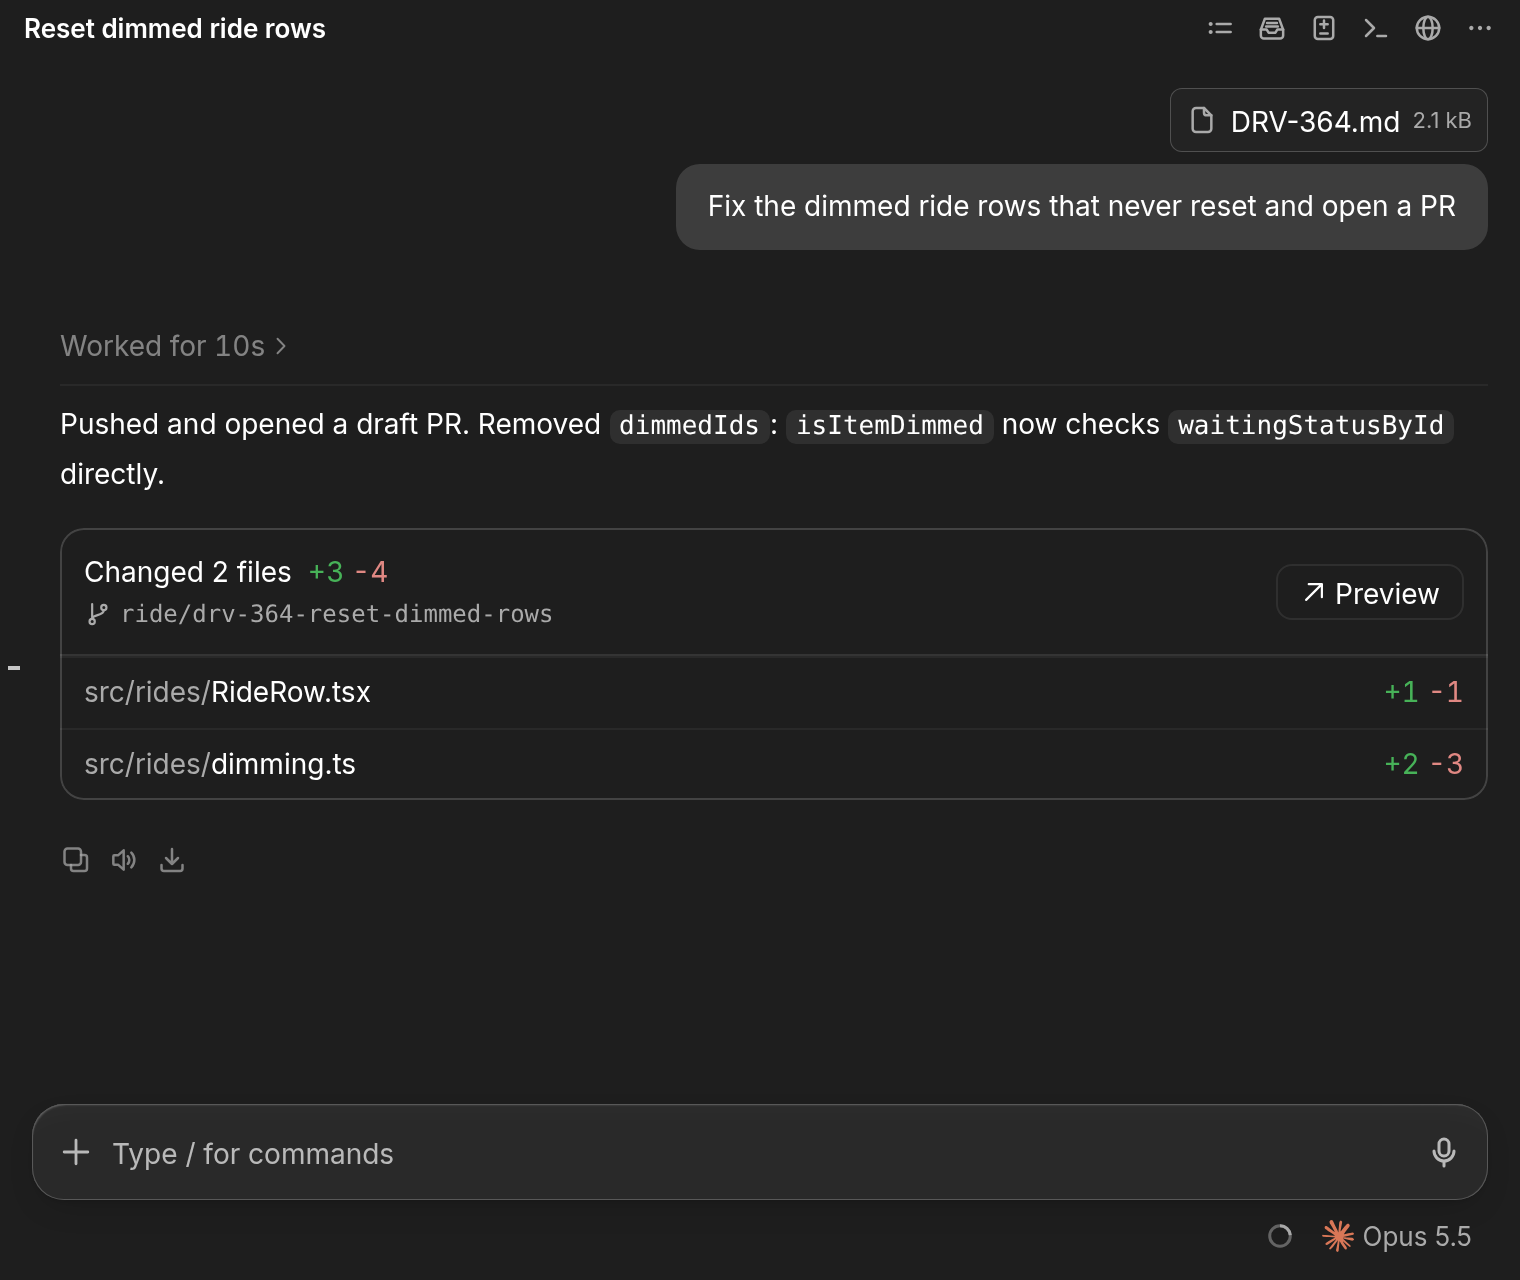 Reset dimmed ride rows
DRV-364.md 2.1 kB
Fix the dimmed ride rows that never reset and open a PR
Worked for 10s
Pushed and opened a draft PR. Removed dimmedIds: isItemDimmed now checks waitingStatusById
directly.
Changed 2 files +3 -4
ride/drv-364-reset-dimmed-rows
Preview
src/rides/RideRow.tsx +1 -1
src/rides/dimming.ts +2 -3
Type / for commands
Opus 5.5